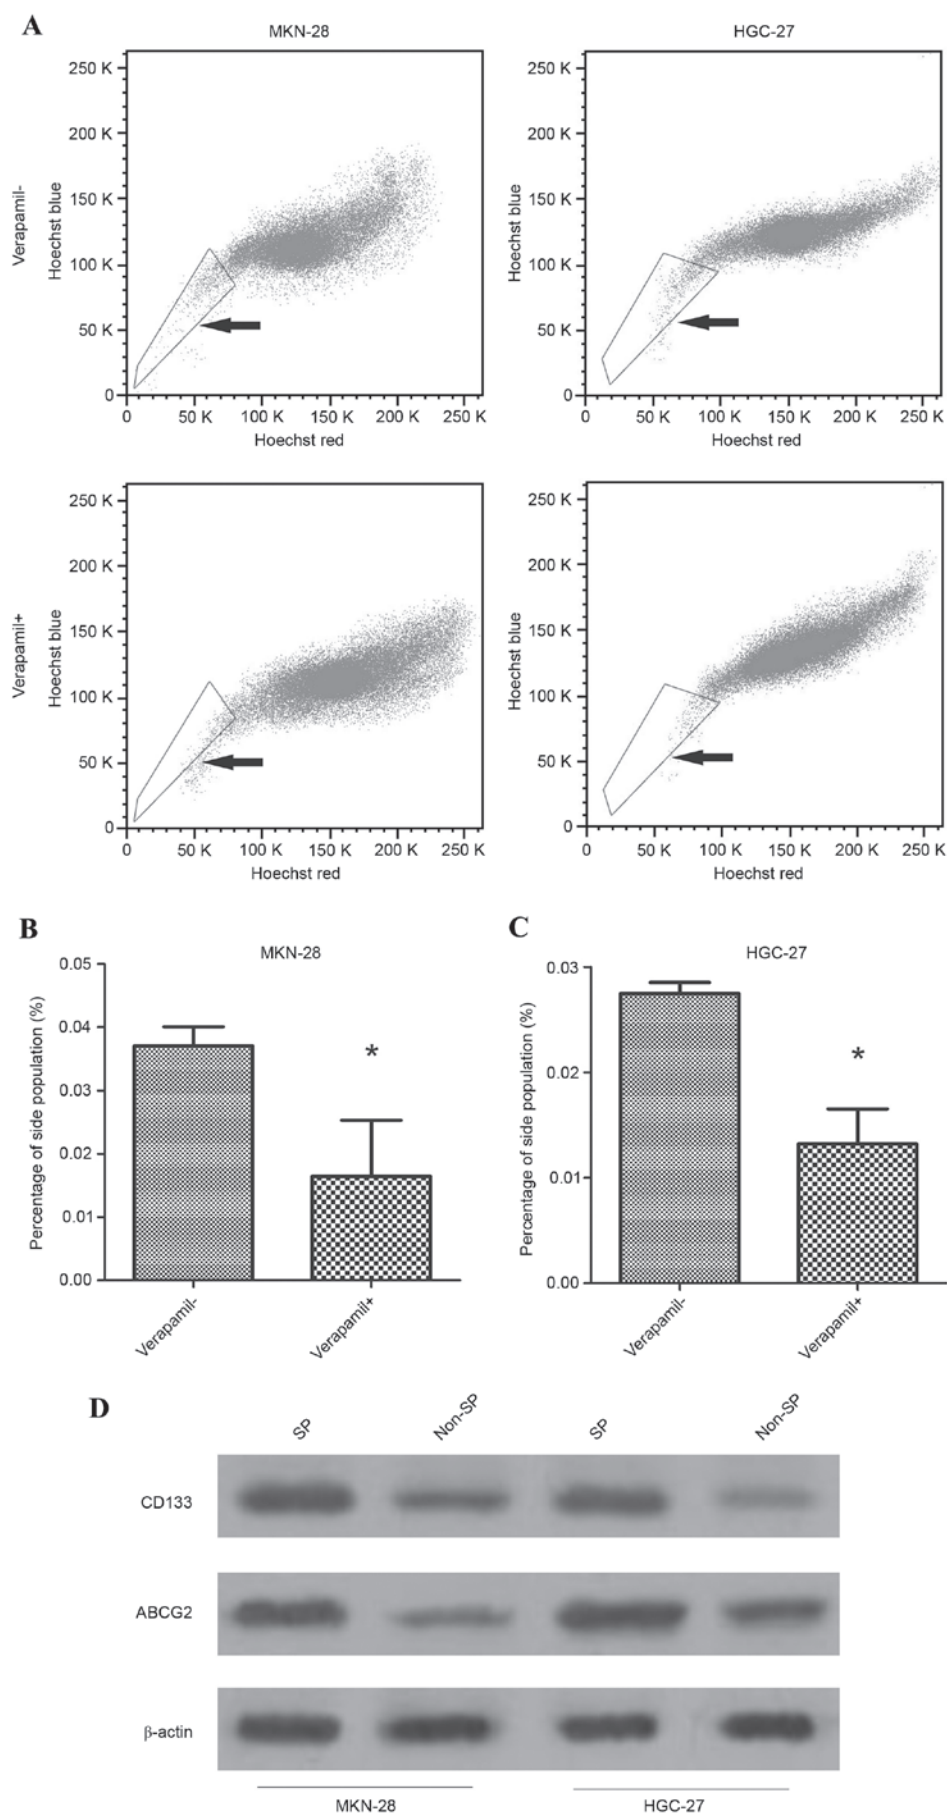 A
MKN-28
HGC-27
Verapamil-
Hoechst blue
250 K
200 K
150 K
100 K
50 K
0
0 50 K 100 K 150 K 200 K 250 K
Hoechst red
Hoechst blue
250 K
200 K
150 K
100 K
50 K
0
0 50 K 100 K 150 K 200 K 250 K
Hoechst red
Verapamil+
Hoechst blue
250 K
200 K
150 K
100 K
50 K
0
0 50 K 100 K 150 K 200 K 250 K
Hoechst red
Hoechst blue
250 K
200 K
150 K
100 K
50 K
0
0 50 K 100 K 150 K 200 K 250 K
Hoechst red
B
MKN-28
Percentage of side population (%)
0.05
0.04
0.03
0.02
0.01
0.00
*
Verapamil-
Verapamil+
C
HGC-27
Percentage of side population (%)
0.03
0.02
0.01
0.00
*
Verapamil-
Verapamil+
D
SP Non-SP SP Non-SP
CD133
ABCG2
β-actin
MKN-28 HGC-27